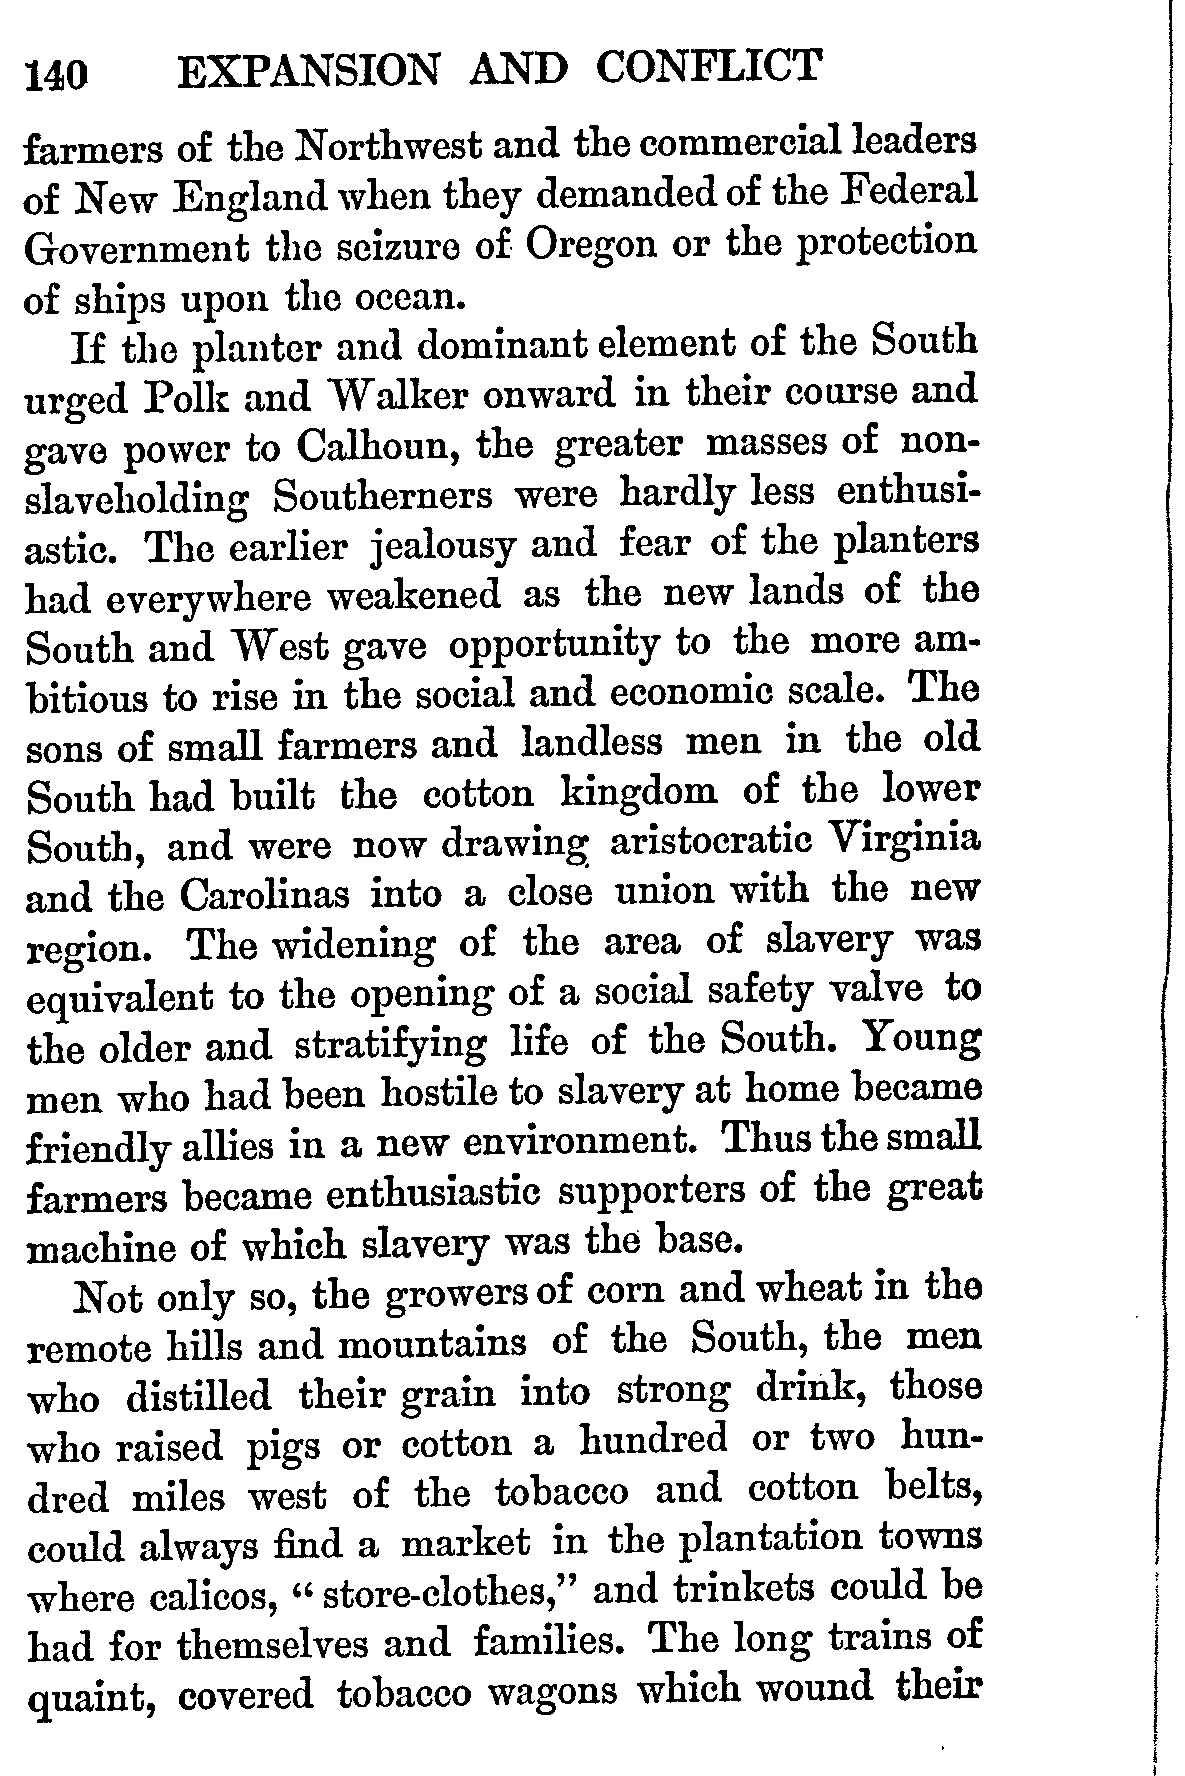 140 EXPANSION AND CONFLICT
farmers of the Northwest and the commercial leaders
of New England when they demanded of the Federal
Government the seizure of Oregon or the protection
of ships upon the ocean.
If the planter and dominant element of the South
urged Polk and Walker onward in their course and
gave power to Calhoun, the greater masses of non-
slaveholding Southerners were hardly less enthusi-
astic. The earlier jealousy and fear of the planters
had everywhere weakened as the new lands of the
South and West gave opportunity to the more am-
bitious to rise in the social and economic scale. The
sons of small farmers and landless men in the old
South had built the cotton kingdom of the lower
South, and were now drawing aristocratic Virginia
and the Carolinas into a close union with the new
region. The widening of the area of slavery was
equivalent to the opening of a social safety valve to
the older and stratifying life of the South. Young
men who had been hostile to slavery at home became
friendly allies in a new environment. Thus the small
farmers became enthusiastic supporters of the great
machine of which slavery was the base.
Not only so, the growers of corn and wheat in the
remote hills and mountains of the South, the men
who distilled their grain into strong drink, those
who raised pigs or cotton a hundred or two hun-
dred miles west of the tobacco and cotton belts,
could always find a market in the plantation towns
where calicos, “ store-clothes,” and trinkets could be
had for themselves and families. The long trains of
quaint, covered tobacco wagons which wound their